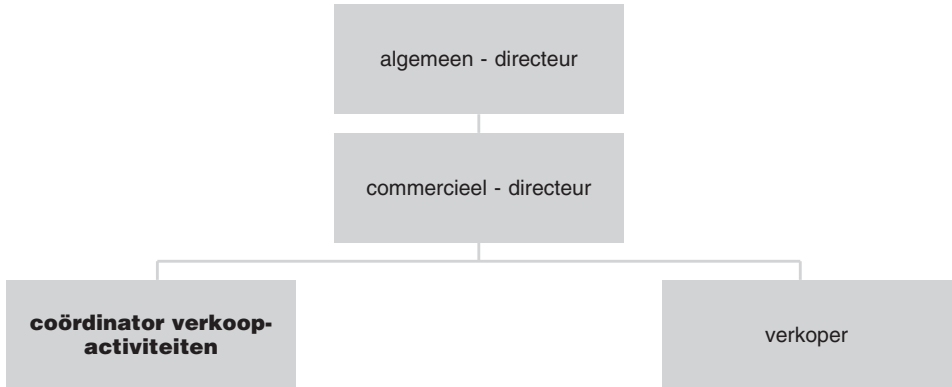 algemeen - directeur
commercieel - directeur
coördinator verkoop-
activiteiten
verkoper